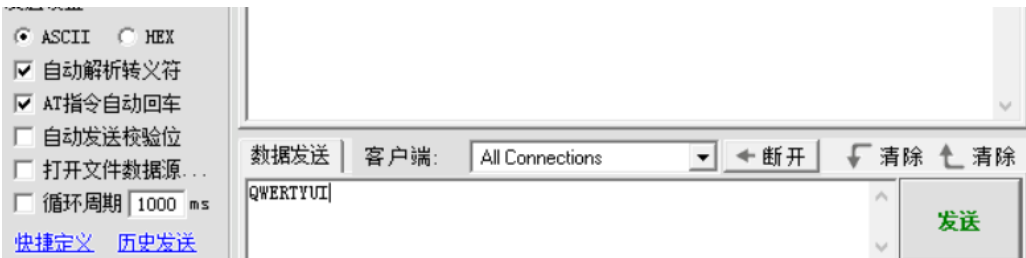 ASCII HEX
自动解析转义符
AT指令自动回车
自动发送校验位
打开文件数据源...
循环周期 1000 ms
快捷定义 历史发送
数据发送 客户端: All Connections 断开 清除 清除
QWERTYUI
发送